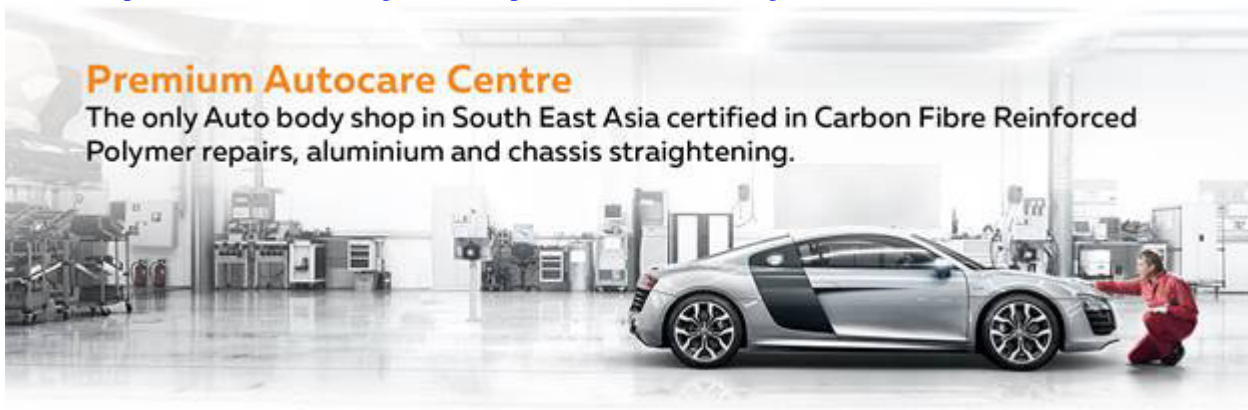 Premium Autocare Centre
The only Auto body shop in South East Asia certified in Carbon Fibre Reinforced
Polymer repairs, aluminium and chassis straightening.